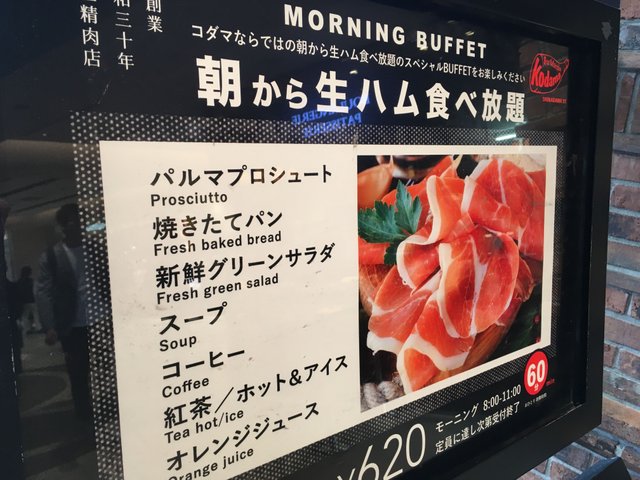 創業
和三十年
精肉店
MORNING BUFFET
コダマならではの朝から生ハム食べ放題のスペシャルBUFFETをお楽しみください
朝から生ハム食べ放題
Kodama
パルマプロシュート
Prosciutto
焼きたてパン
Fresh baked bread
新鮮グリーンサラダ
Fresh green salad
スープ
Soup
コーヒー
Coffee
紅茶／ホット＆アイス
Tea hot/ice
オレンジジュース
Orange juice
60分
¥620
モーニング 8:00-11:00
定員に達し次第受付終了